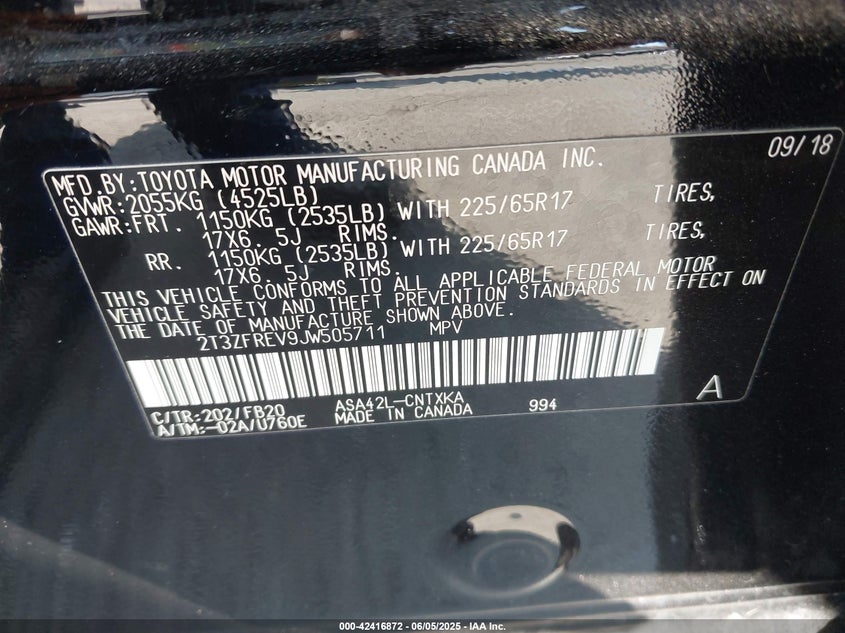 09/18
MFD.BY:TOYOTA MOTOR MANUFACTURING CANADA INC.
GVWR:2055KG (4525LB)
GAWR:FRT. 1150KG (2535LB) WITH 225/65R17 TIRES,
17X6. 5J RIMS.
RR. 1150KG (2535LB) WITH 225/65R17 TIRES,
17X6. 5J RIMS.
THIS VEHICLE CONFORMS TO ALL APPLICABLE FEDERAL MOTOR
VEHICLE SAFETY AND THEFT PREVENTION STANDARDS IN EFFECT ON
THE DATE OF MANUFACTURE SHOWN ABOVE.
2T3ZFREV9JW505711 MPV
C/TR:202/FB20 ASA42L-CNTXKA 994 A
A/TM:-02A/U760E MADE IN CANADA
000-42416872 - 06/05/2025 - IAA Inc.